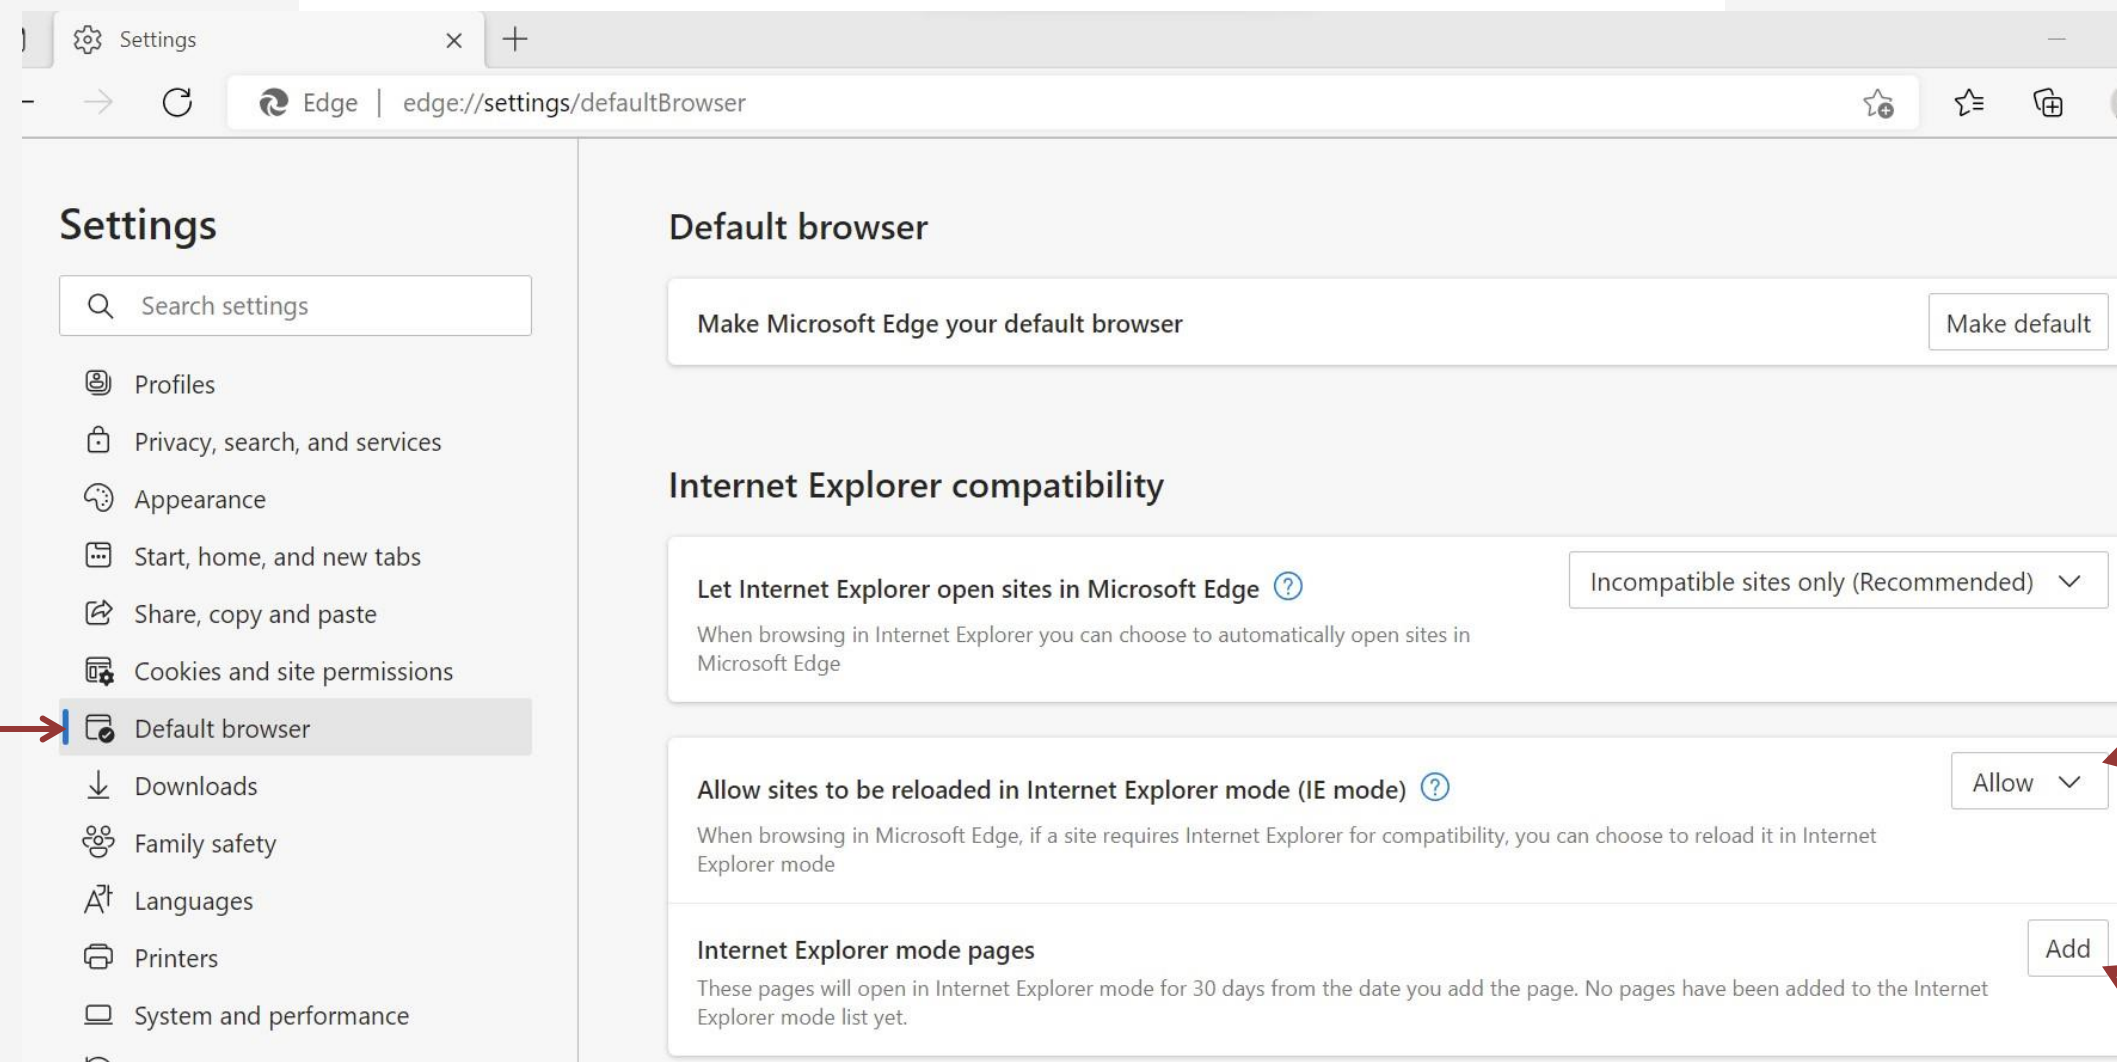 Settings
Edge | edge://settings/defaultBrowser
Settings
Search settings
Profiles
Privacy, search, and services
Appearance
Start, home, and new tabs
Share, copy and paste
Cookies and site permissions
Default browser
Downloads
Family safety
Languages
Printers
System and performance
Default browser
Make Microsoft Edge your default browser
Make default
Internet Explorer compatibility
Let Internet Explorer open sites in Microsoft Edge
Incompatible sites only (Recommended)
When browsing in Internet Explorer you can choose to automatically open sites in
Microsoft Edge
Allow sites to be reloaded in Internet Explorer mode (IE mode)
Allow
When browsing in Microsoft Edge, if a site requires Internet Explorer for compatibility, you can choose to reload it in Internet
Explorer mode
Internet Explorer mode pages
Add
These pages will open in Internet Explorer mode for 30 days from the date you add the page. No pages have been added to the Internet
Explorer mode list yet.